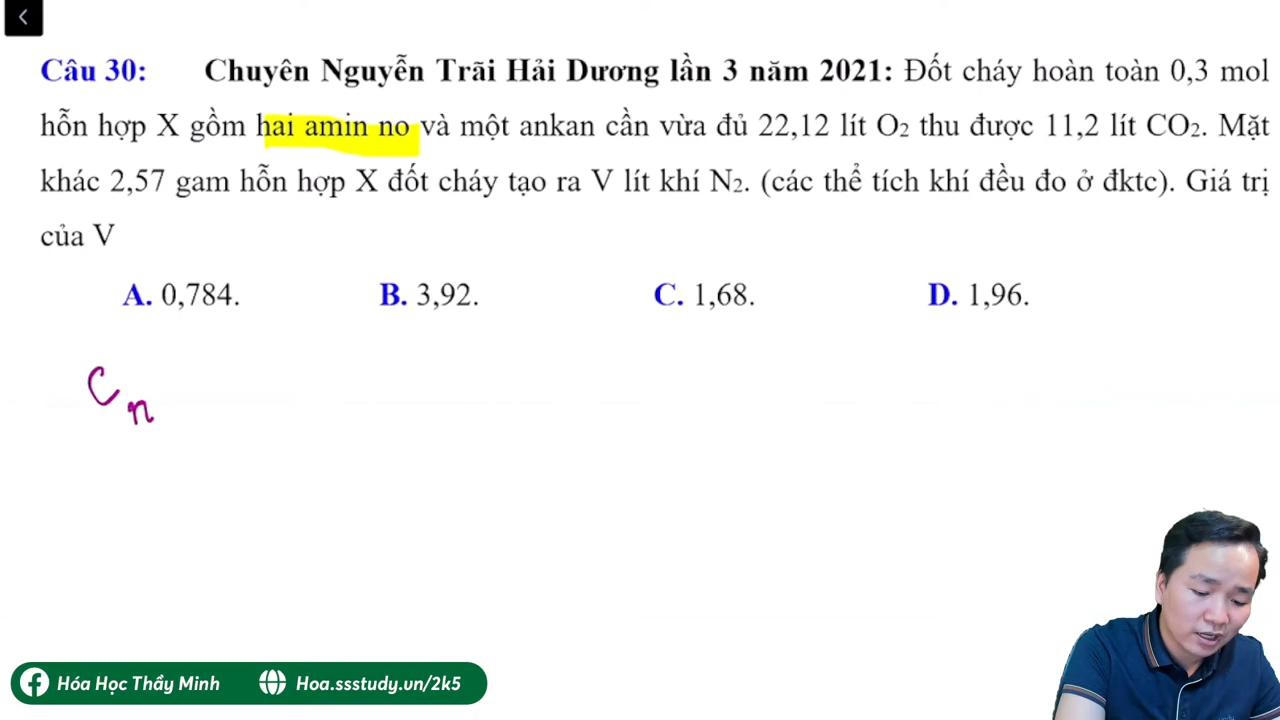 Câu 30: Chuyên Nguyễn Trãi Hải Dương lần 3 năm 2021: Đốt cháy hoàn toàn 0,3 mol
hỗn hợp X gồm hai amin no và một ankan cần vừa đủ 22,12 lít O₂ thu được 11,2 lít CO₂. Mặt
khác 2,57 gam hỗn hợp X đốt cháy tạo ra V lít khí N₂. (các thể tích khí đều đo ở đktc). Giá trị
của V
A. 0,784. B. 3,92. C. 1,68. D. 1,96.
C n
Hóa Học Thầy Minh Hoa.ssstudy.vn/2k5